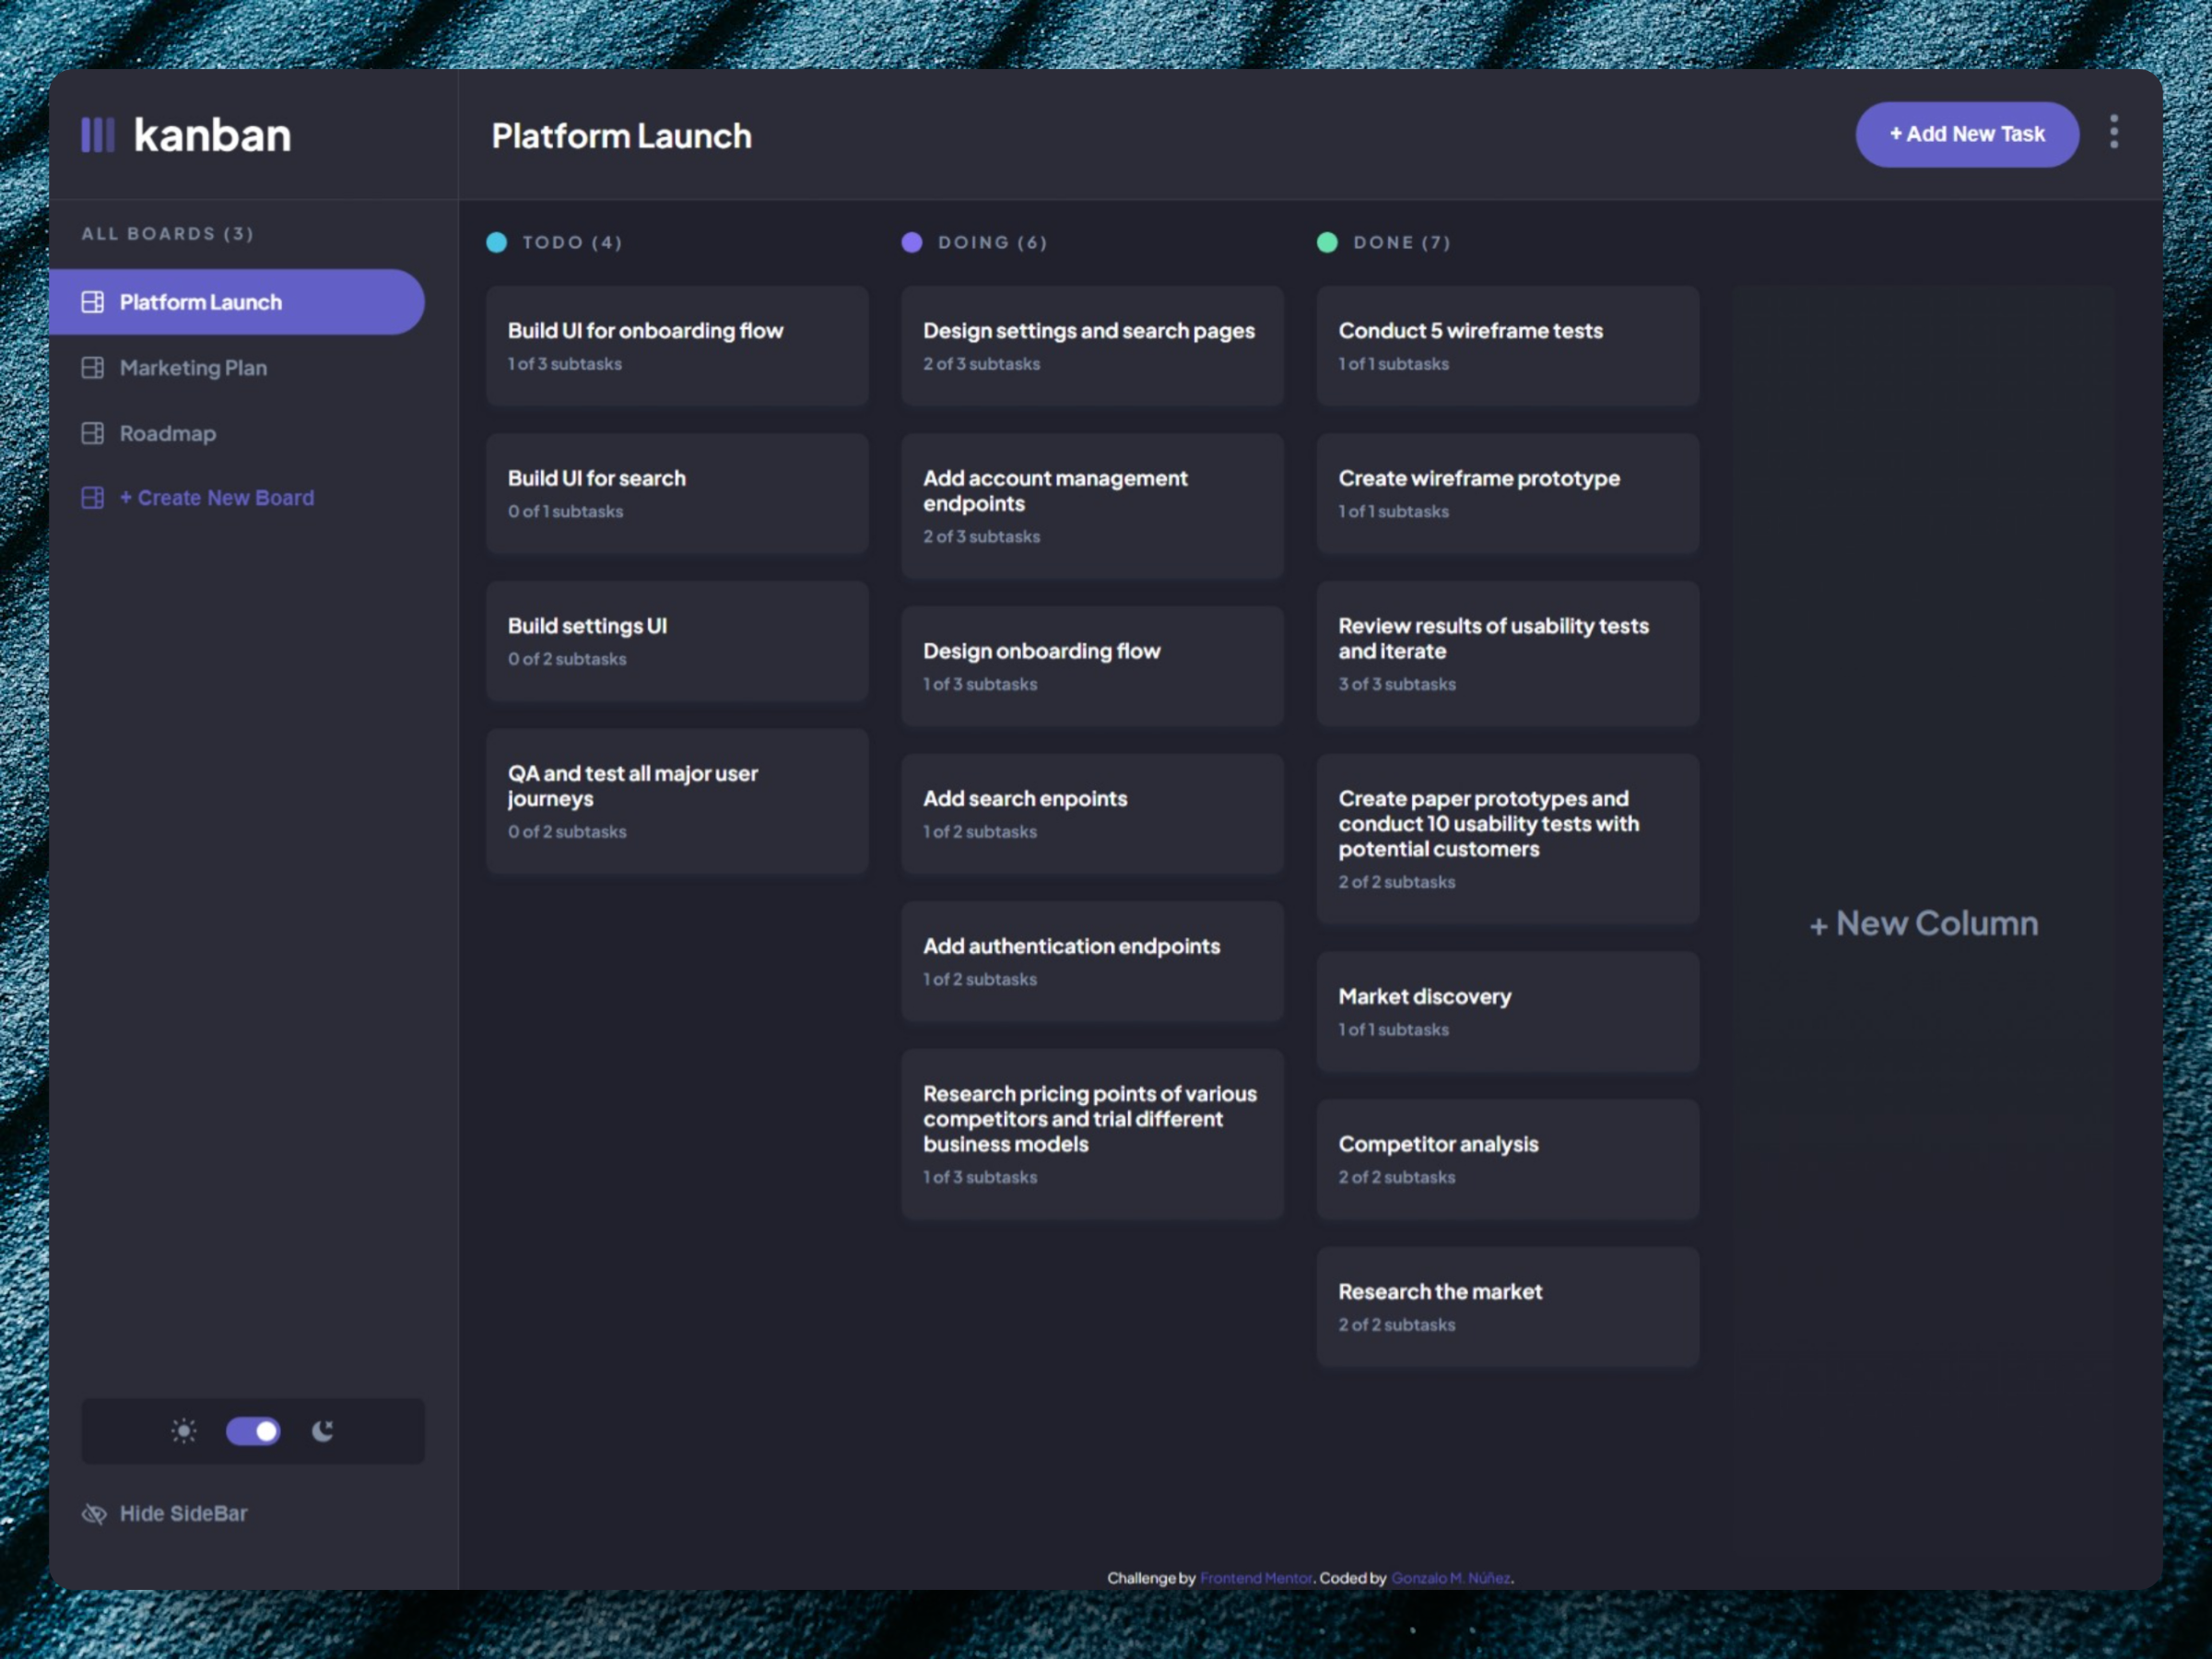 kanban
Platform Launch
+ Add New Task
ALL BOARDS (3)
Platform Launch
Marketing Plan
Roadmap
+ Create New Board
Hide SideBar
TODO (4)
Build UI for onboarding flow
1 of 3 subtasks
Build UI for search
0 of 1 subtasks
Build settings UI
0 of 2 subtasks
QA and test all major user
journeys
0 of 2 subtasks
DOING (6)
Design settings and search pages
2 of 3 subtasks
Add account management
endpoints
2 of 3 subtasks
Design onboarding flow
1 of 3 subtasks
Add search enpoints
1 of 2 subtasks
Add authentication endpoints
1 of 2 subtasks
Research pricing points of various
competitors and trial different
business models
1 of 3 subtasks
DONE (7)
Conduct 5 wireframe tests
1 of 1 subtasks
Create wireframe prototype
1 of 1 subtasks
Review results of usability tests
and iterate
3 of 3 subtasks
Create paper prototypes and
conduct 10 usability tests with
potential customers
2 of 2 subtasks
Market discovery
1 of 1 subtasks
Competitor analysis
2 of 2 subtasks
Research the market
2 of 2 subtasks
+ New Column
Challenge by Frontend Mentor. Coded by Gonzalo M. Núñez.